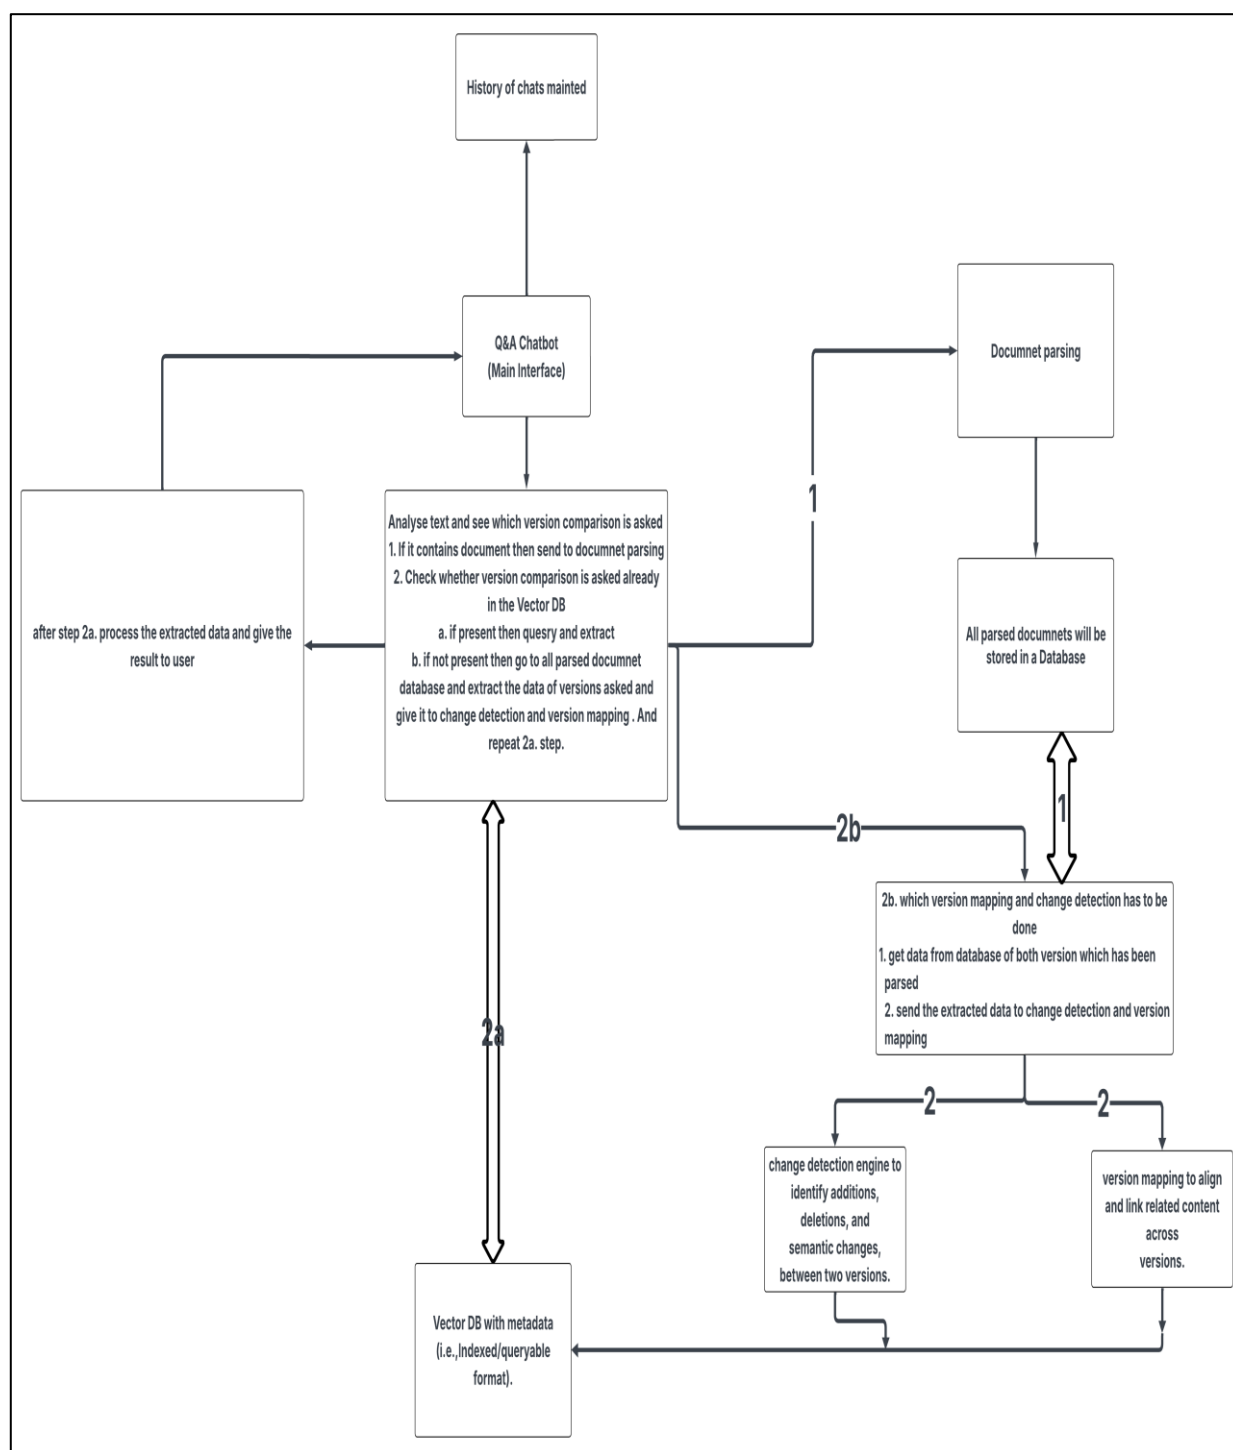 History of chats mainted
Q&A Chatbot
(Main Interface)
Documnet parsing
1
Analyse text and see which version comparison is asked
1. If it contains document then send to documnet parsing
2. Check whether version comparison is asked already
in the Vector DB
a. if present then quesry and extract
b. if not present then go to all parsed documnet
database and extract the data of versions asked and
give it to change detection and version mapping . And
repeat 2a. step.
after step 2a. process the extracted data and give the
result to user
All parsed documnets will be
stored in a Database
1
2b
2b. which version mapping and change detection has to be
done
1. get data from database of both version which has been
parsed
2. send the extracted data to change detection and version
mapping
2a
2
2
change detection engine to
identify additions,
deletions, and
semantic changes,
between two versions.
version mapping to align
and link related content
across
versions.
Vector DB with metadata
(i.e.,Indexed/queryable
format).